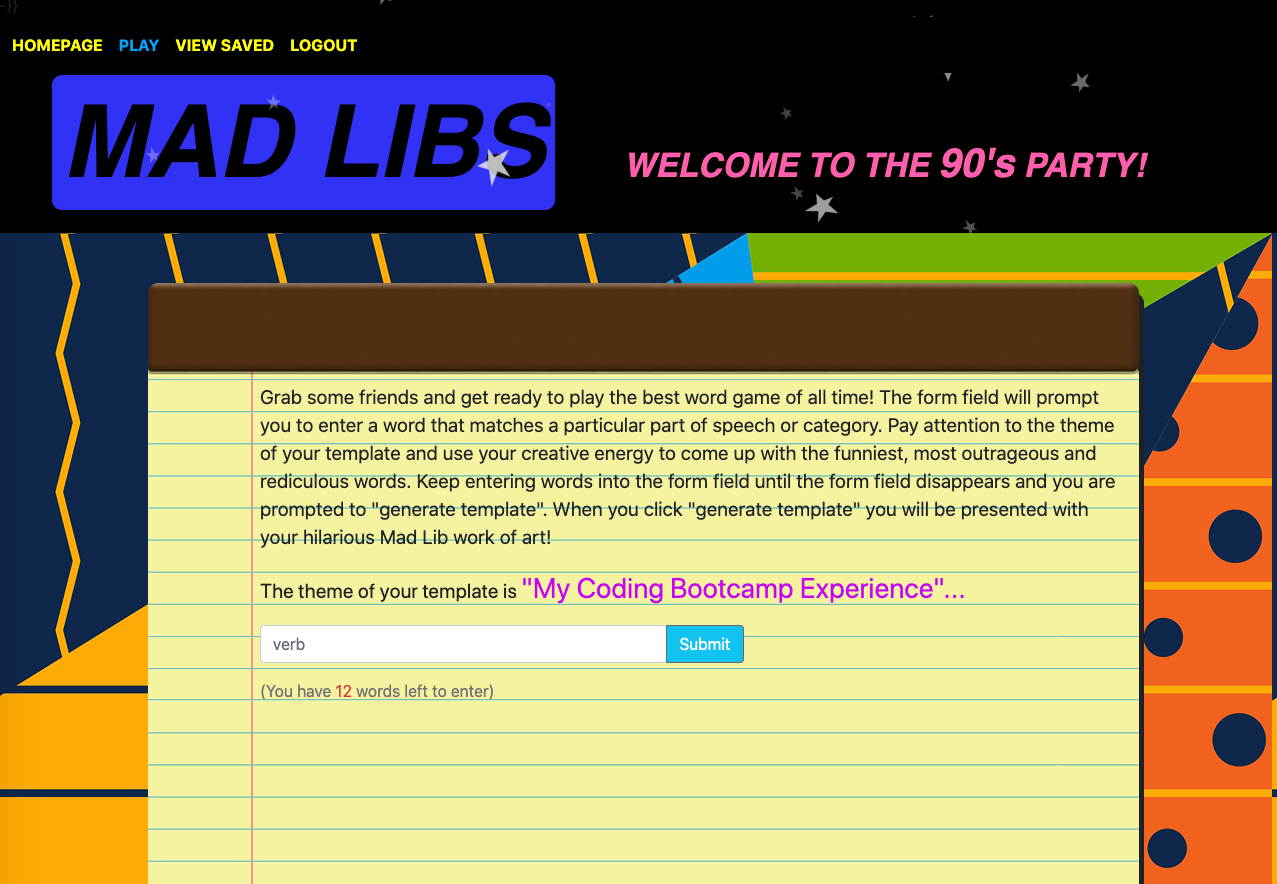 -}}
HOMEPAGE PLAY VIEW SAVED LOGOUT
MAD LIBS
WELCOME TO THE 90's PARTY!
Grab some friends and get ready to play the best word game of all time! The form field will prompt
you to enter a word that matches a particular part of speech or category. Pay attention to the theme
of your template and use your creative energy to come up with the funniest, most outrageous and
rediculous words. Keep entering words into the form field until the form field disappears and you are
prompted to "generate template". When you click "generate template" you will be presented with
your hilarious Mad Lib work of art!
The theme of your template is "My Coding Bootcamp Experience"...
verb Submit
(You have 12 words left to enter)